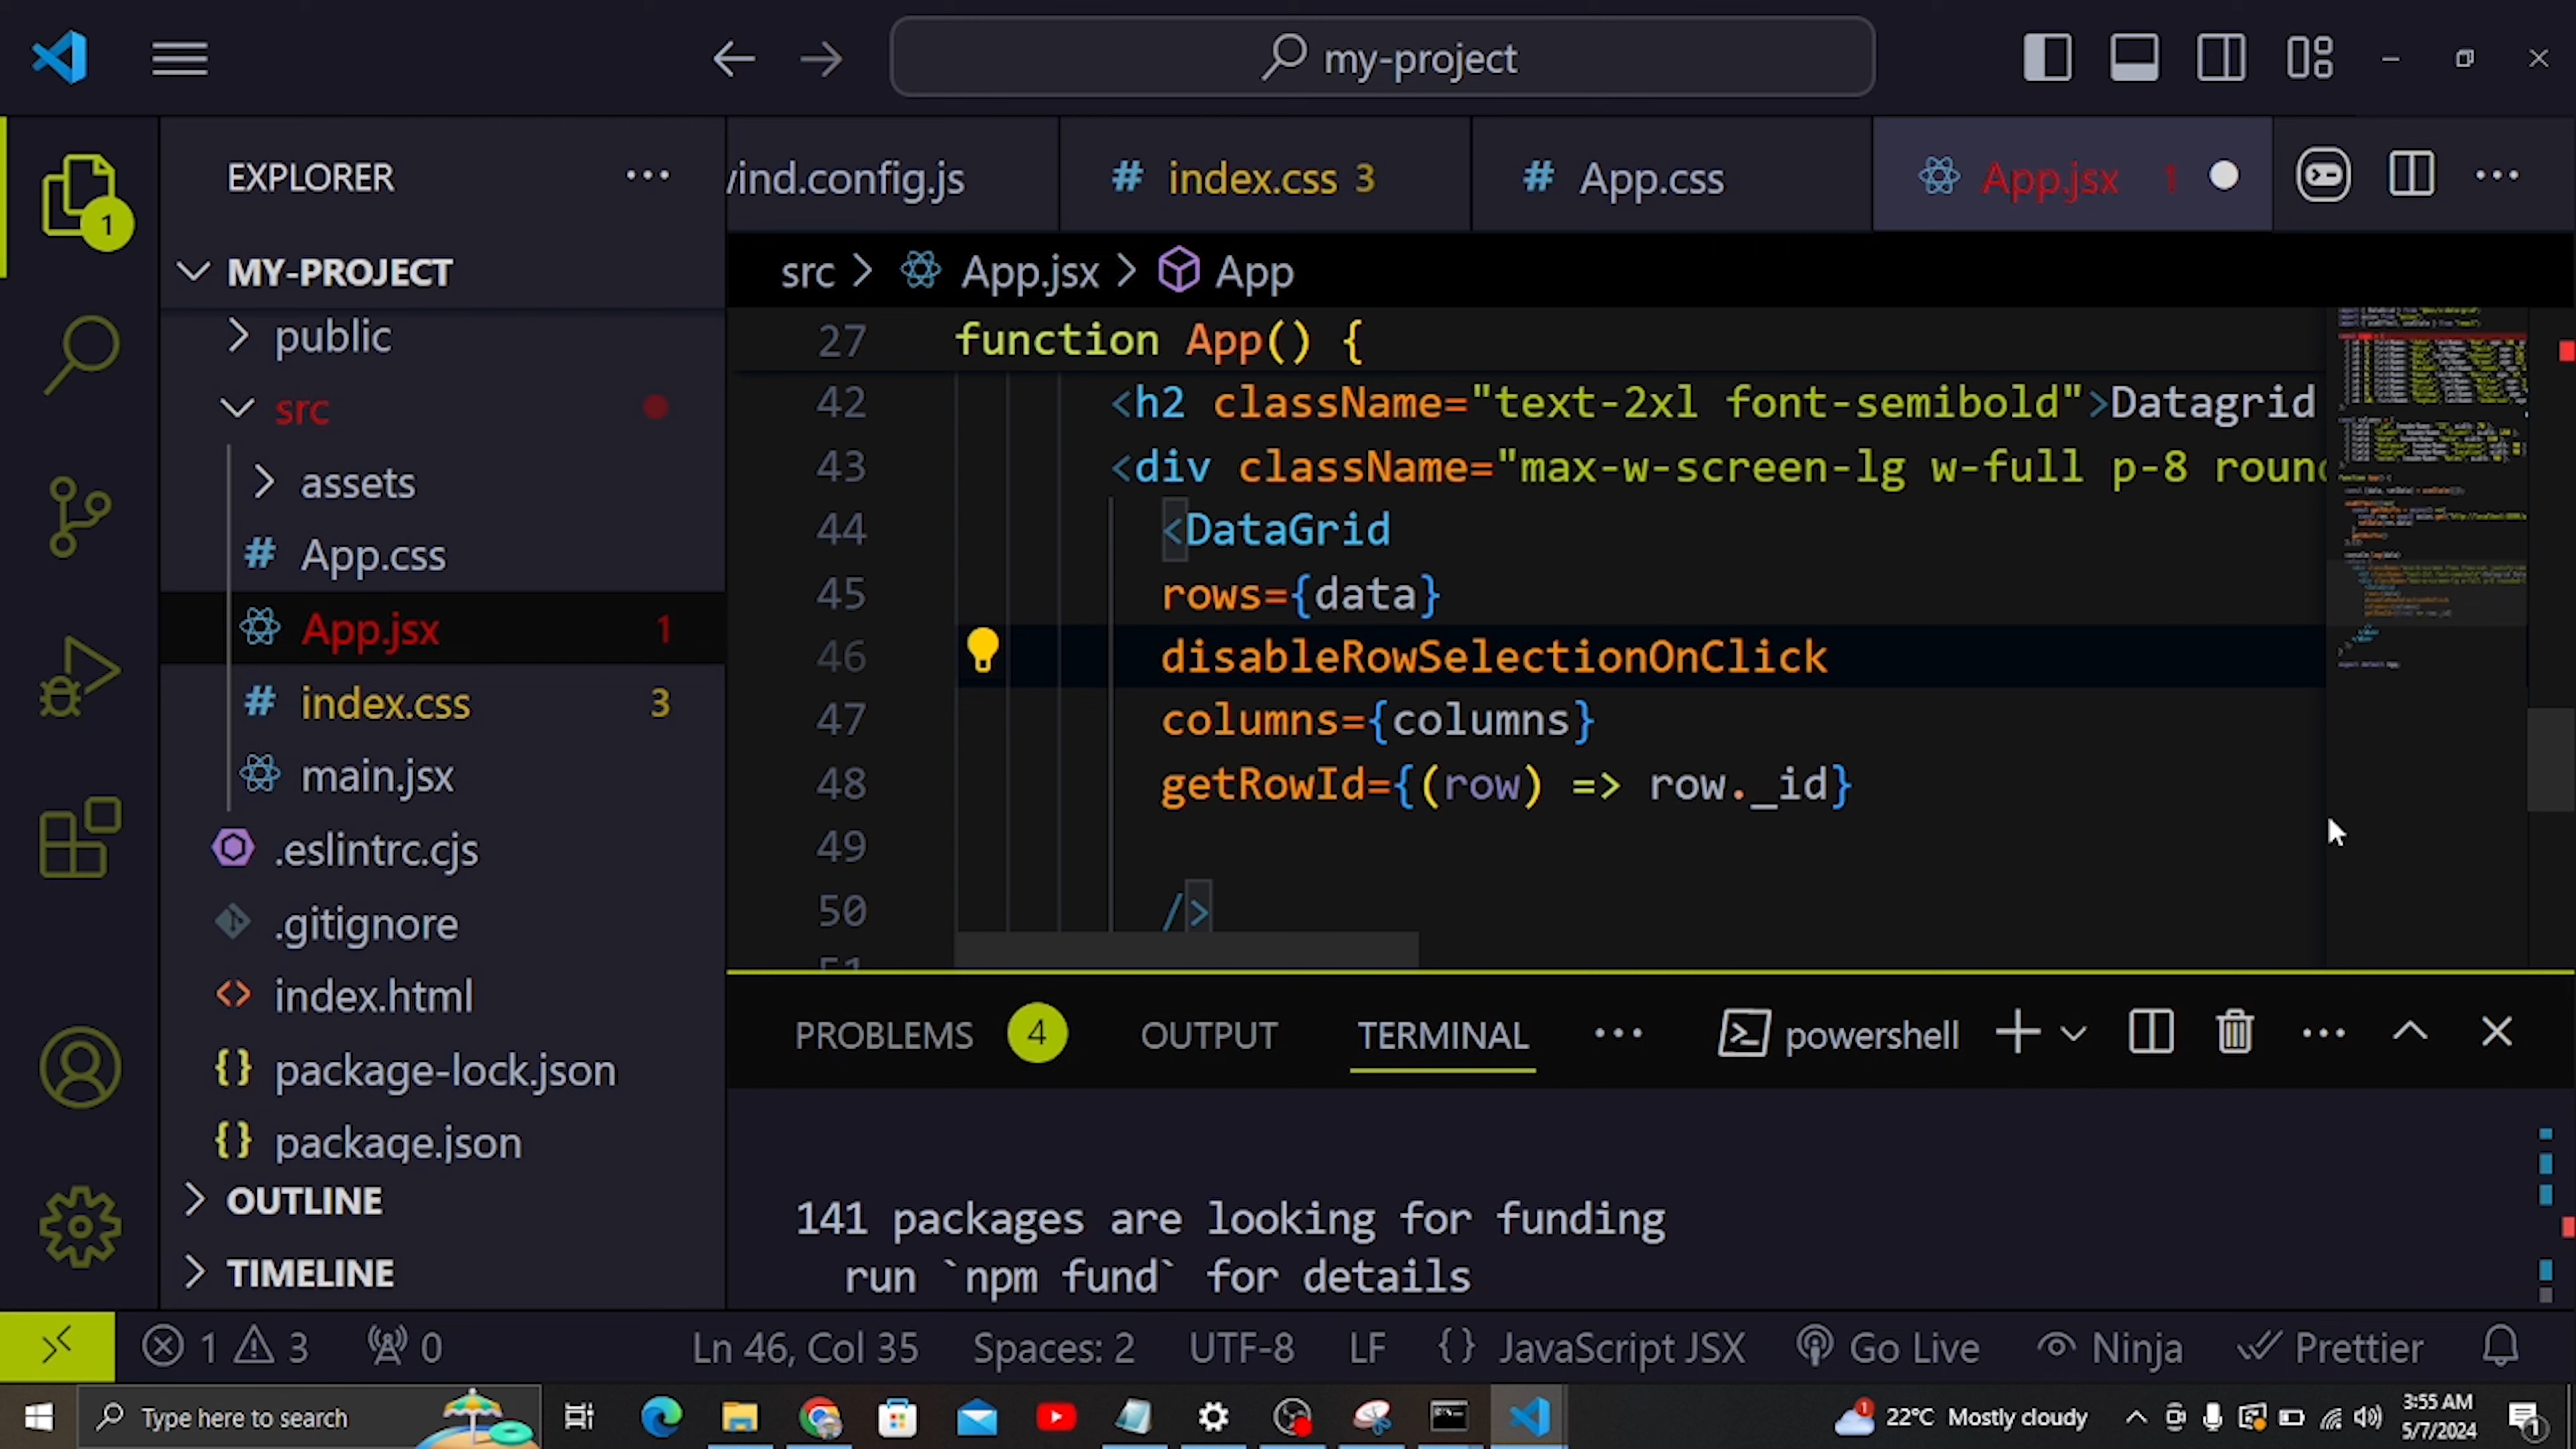 my-project
EXPLORER
MY-PROJECT
public
src
assets
# App.css
App.jsx 1
# index.css 3
main.jsx
.eslintrc.cjs
.gitignore
<> index.html
{} package-lock.json
{} package.json
OUTLINE
TIMELINE
1
wind.config.js
# index.css 3
# App.css
App.jsx 1
src > App.jsx > App
27 function App() {
42 <h2 className="text-2xl font-semibold">Datagrid
43 <div className="max-w-screen-lg w-full p-8 round
44 <DataGrid
45 rows={data}
46 disableRowSelectionOnClick
47 columns={columns}
48 getRowId={(row) => row._id}
49
50 />
PROBLEMS 4 OUTPUT TERMINAL ... powershell
141 packages are looking for funding
run `npm fund` for details
1 3 0 Ln 46, Col 35 Spaces: 2 UTF-8 LF {} JavaScript JSX Go Live Ninja Prettier
Type here to search
1 22°C Mostly cloudy
3:55 AM
5/7/2024
1